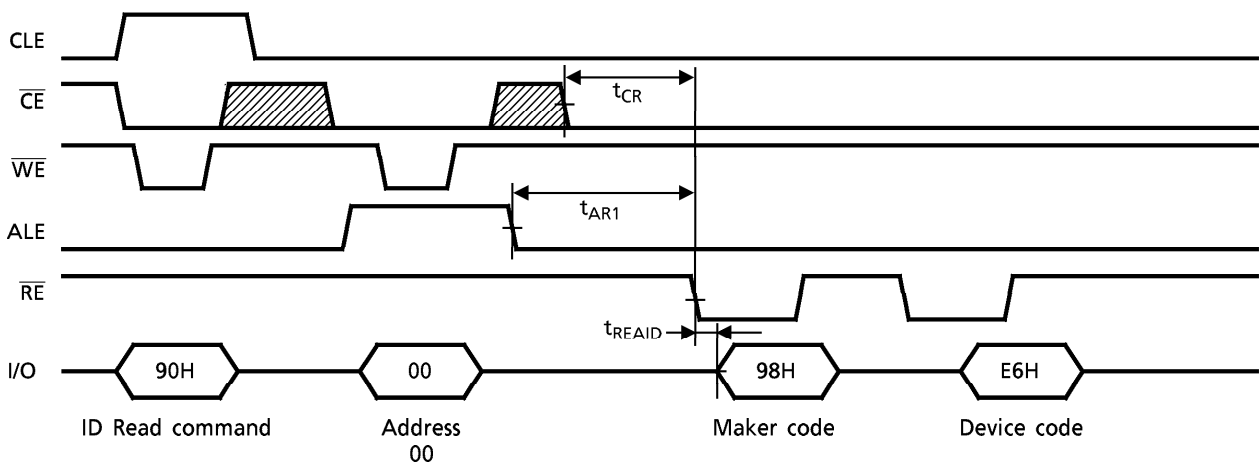 CLE
CE
tCR
WE
tAR1
ALE
RE
tREAID
I/O 90H 00 98H E6H
ID Read command Address Maker code Device code
00